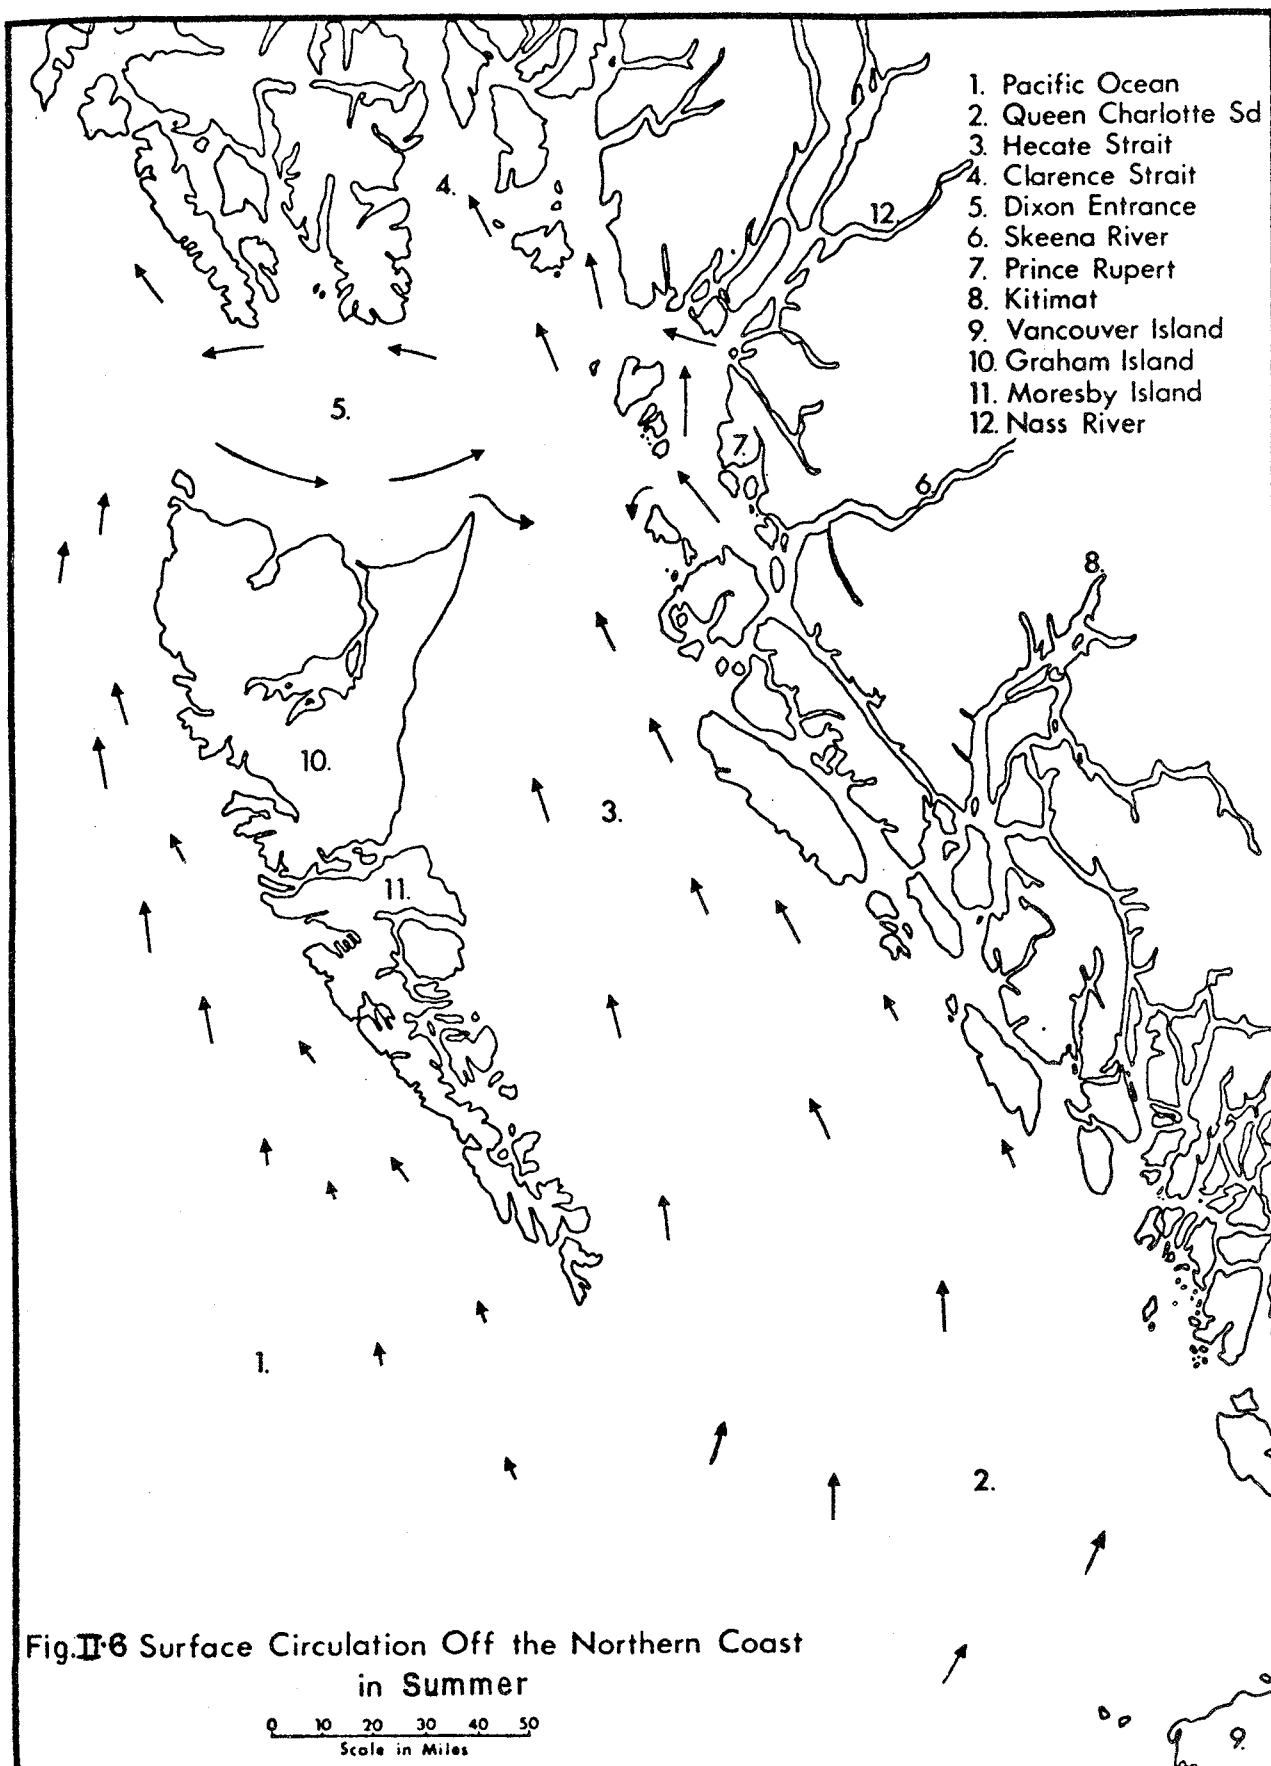 1. Pacific Ocean
2. Queen Charlotte Sd
3. Hecate Strait
4. Clarence Strait
5. Dixon Entrance
6. Skeena River
7. Prince Rupert
8. Kitimat
9. Vancouver Island
10. Graham Island
11. Moresby Island
12. Nass River
4.
12.
5.
7.
6.
8.
10.
3.
11.
1.
2.
Fig.II·6 Surface Circulation Off the Northern Coast
in Summer
0 10 20 30 40 50
Scale in Miles
9.